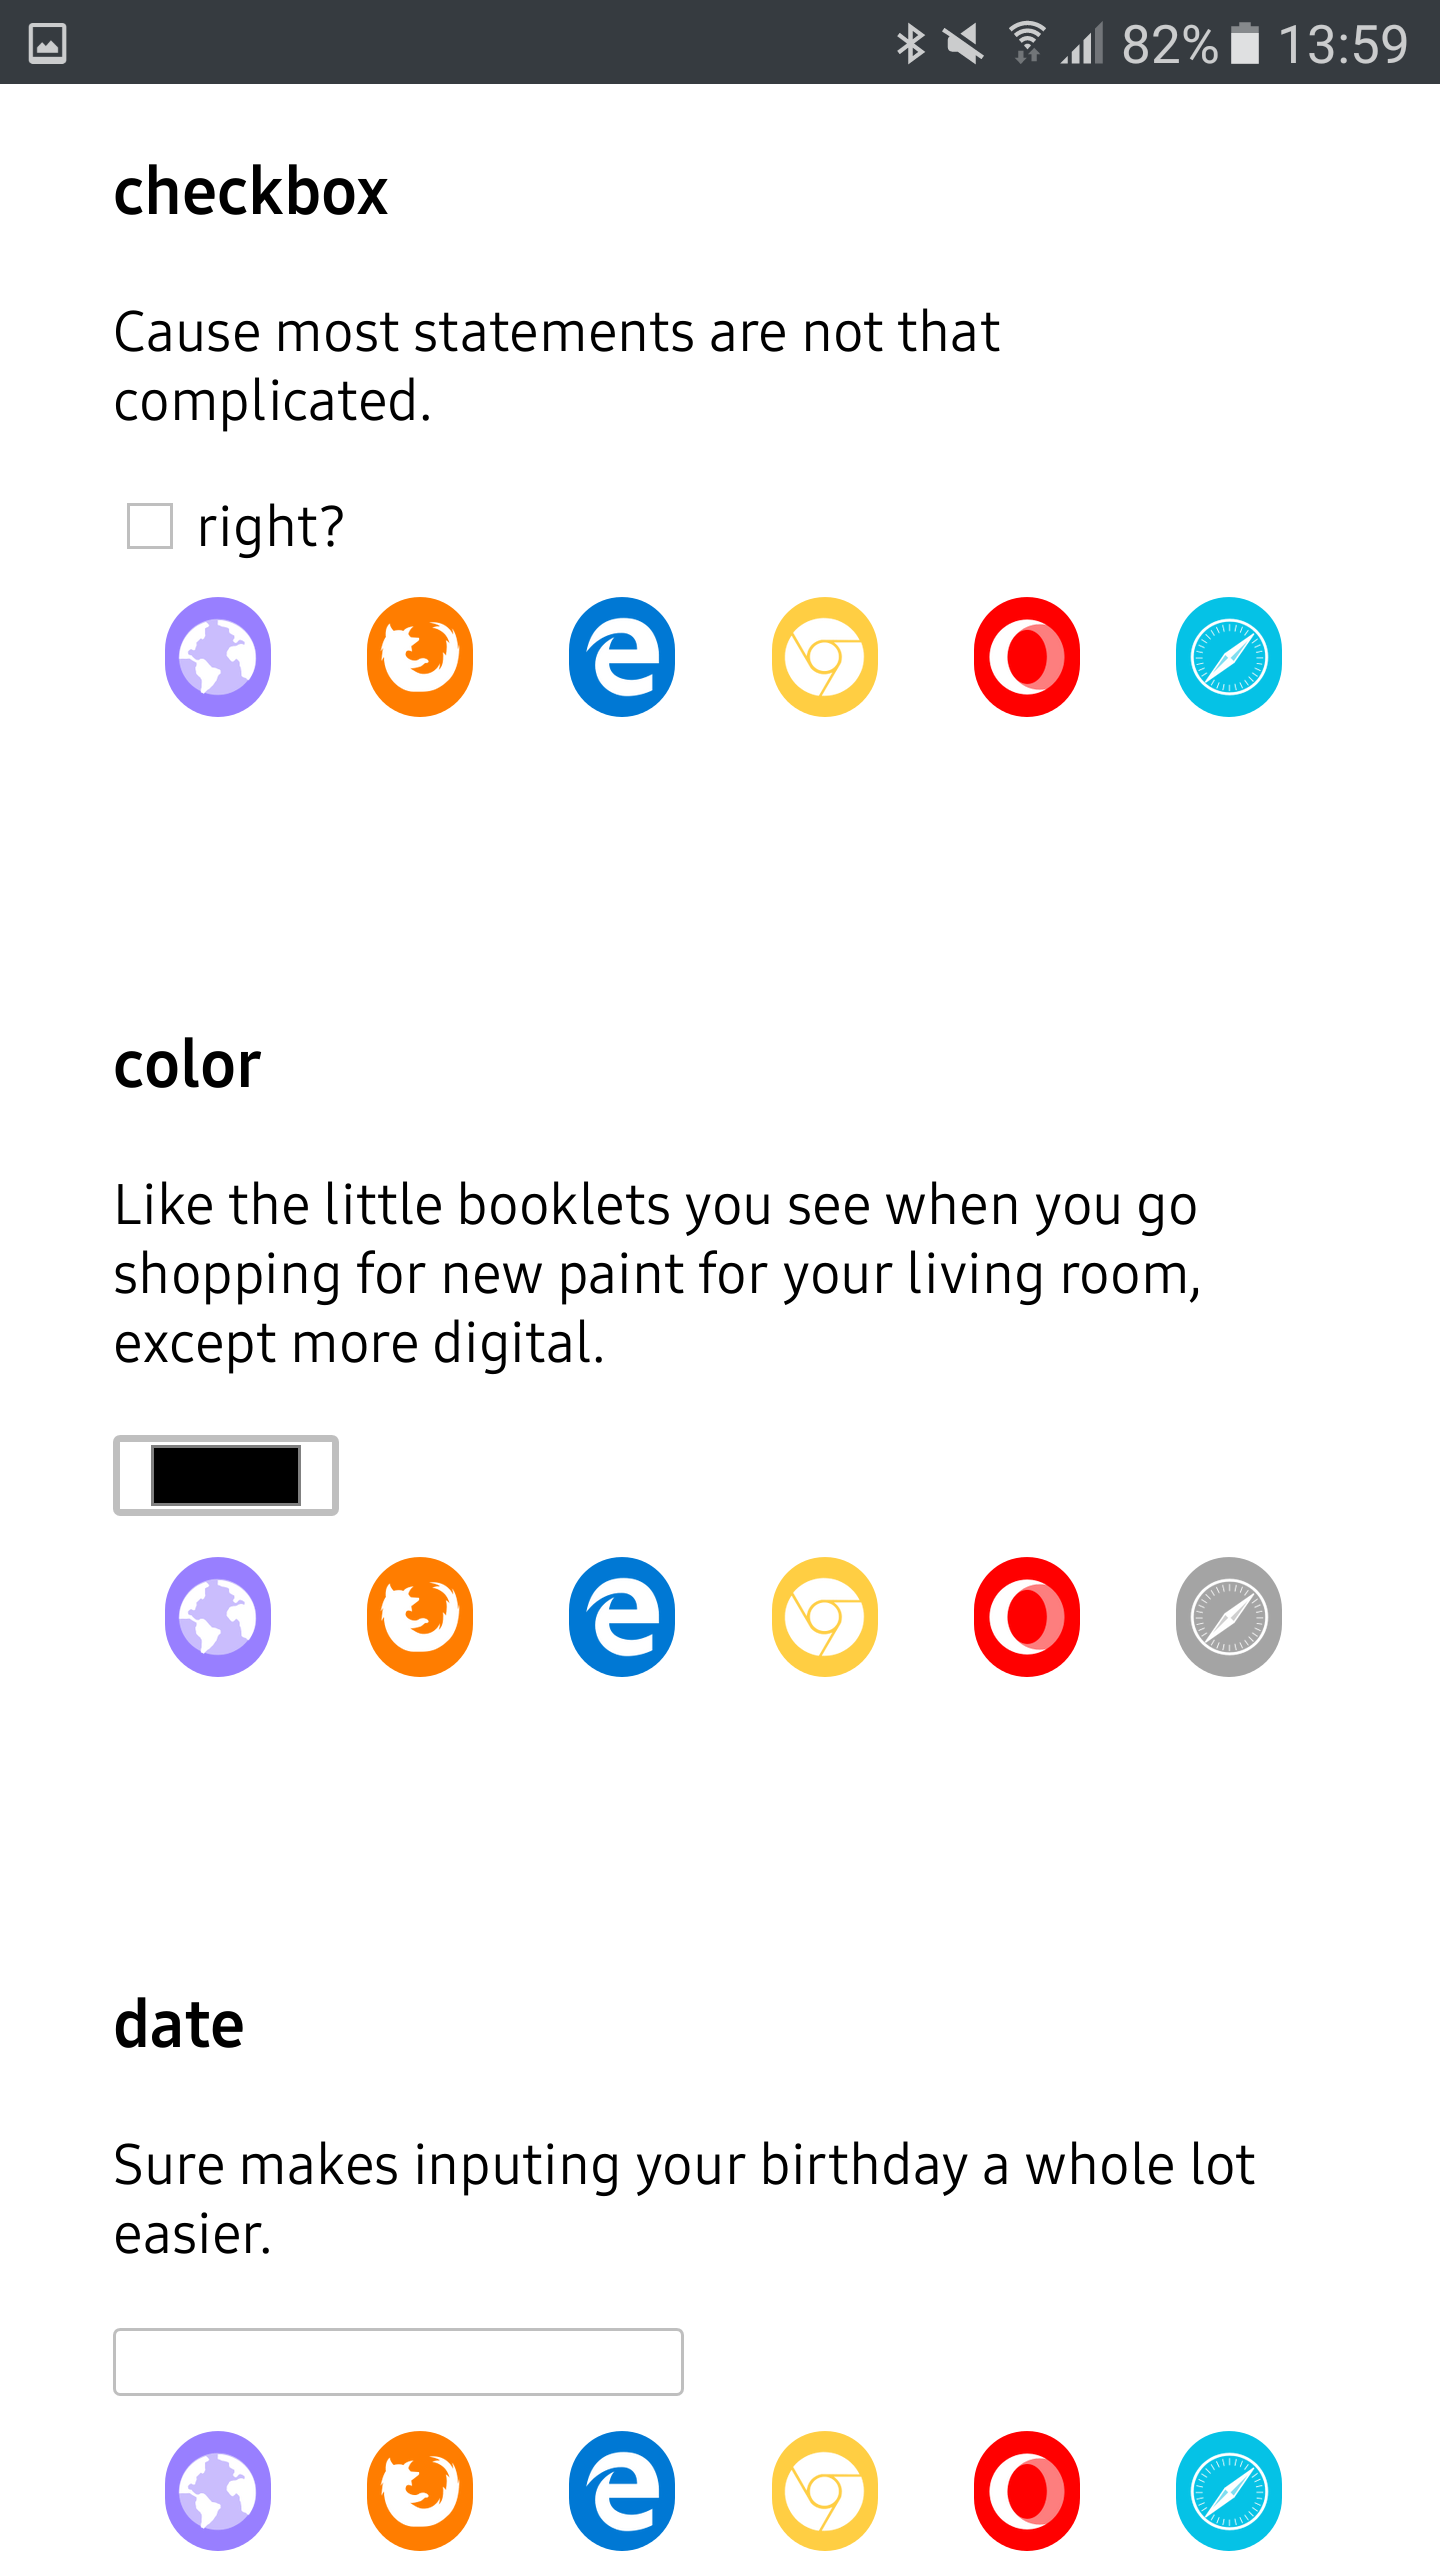 82% 13:59
checkbox
Cause most statements are not that
complicated.
right?
color
Like the little booklets you see when you go
shopping for new paint for your living room,
except more digital.
date
Sure makes inputing your birthday a whole lot
easier.